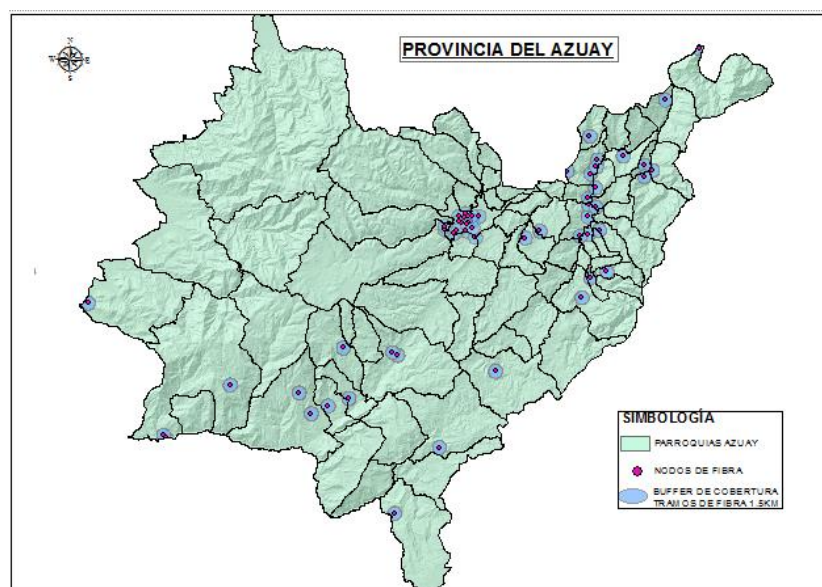 PROVINCIA DEL AZUAY
N
W E
S
SIMBOLOGÍA
PARROQUIAS AZUAY
NODOS DE FIBRA
BUFFER DE COBERTURA
TRAMOS DE FIBRA 1.5KM